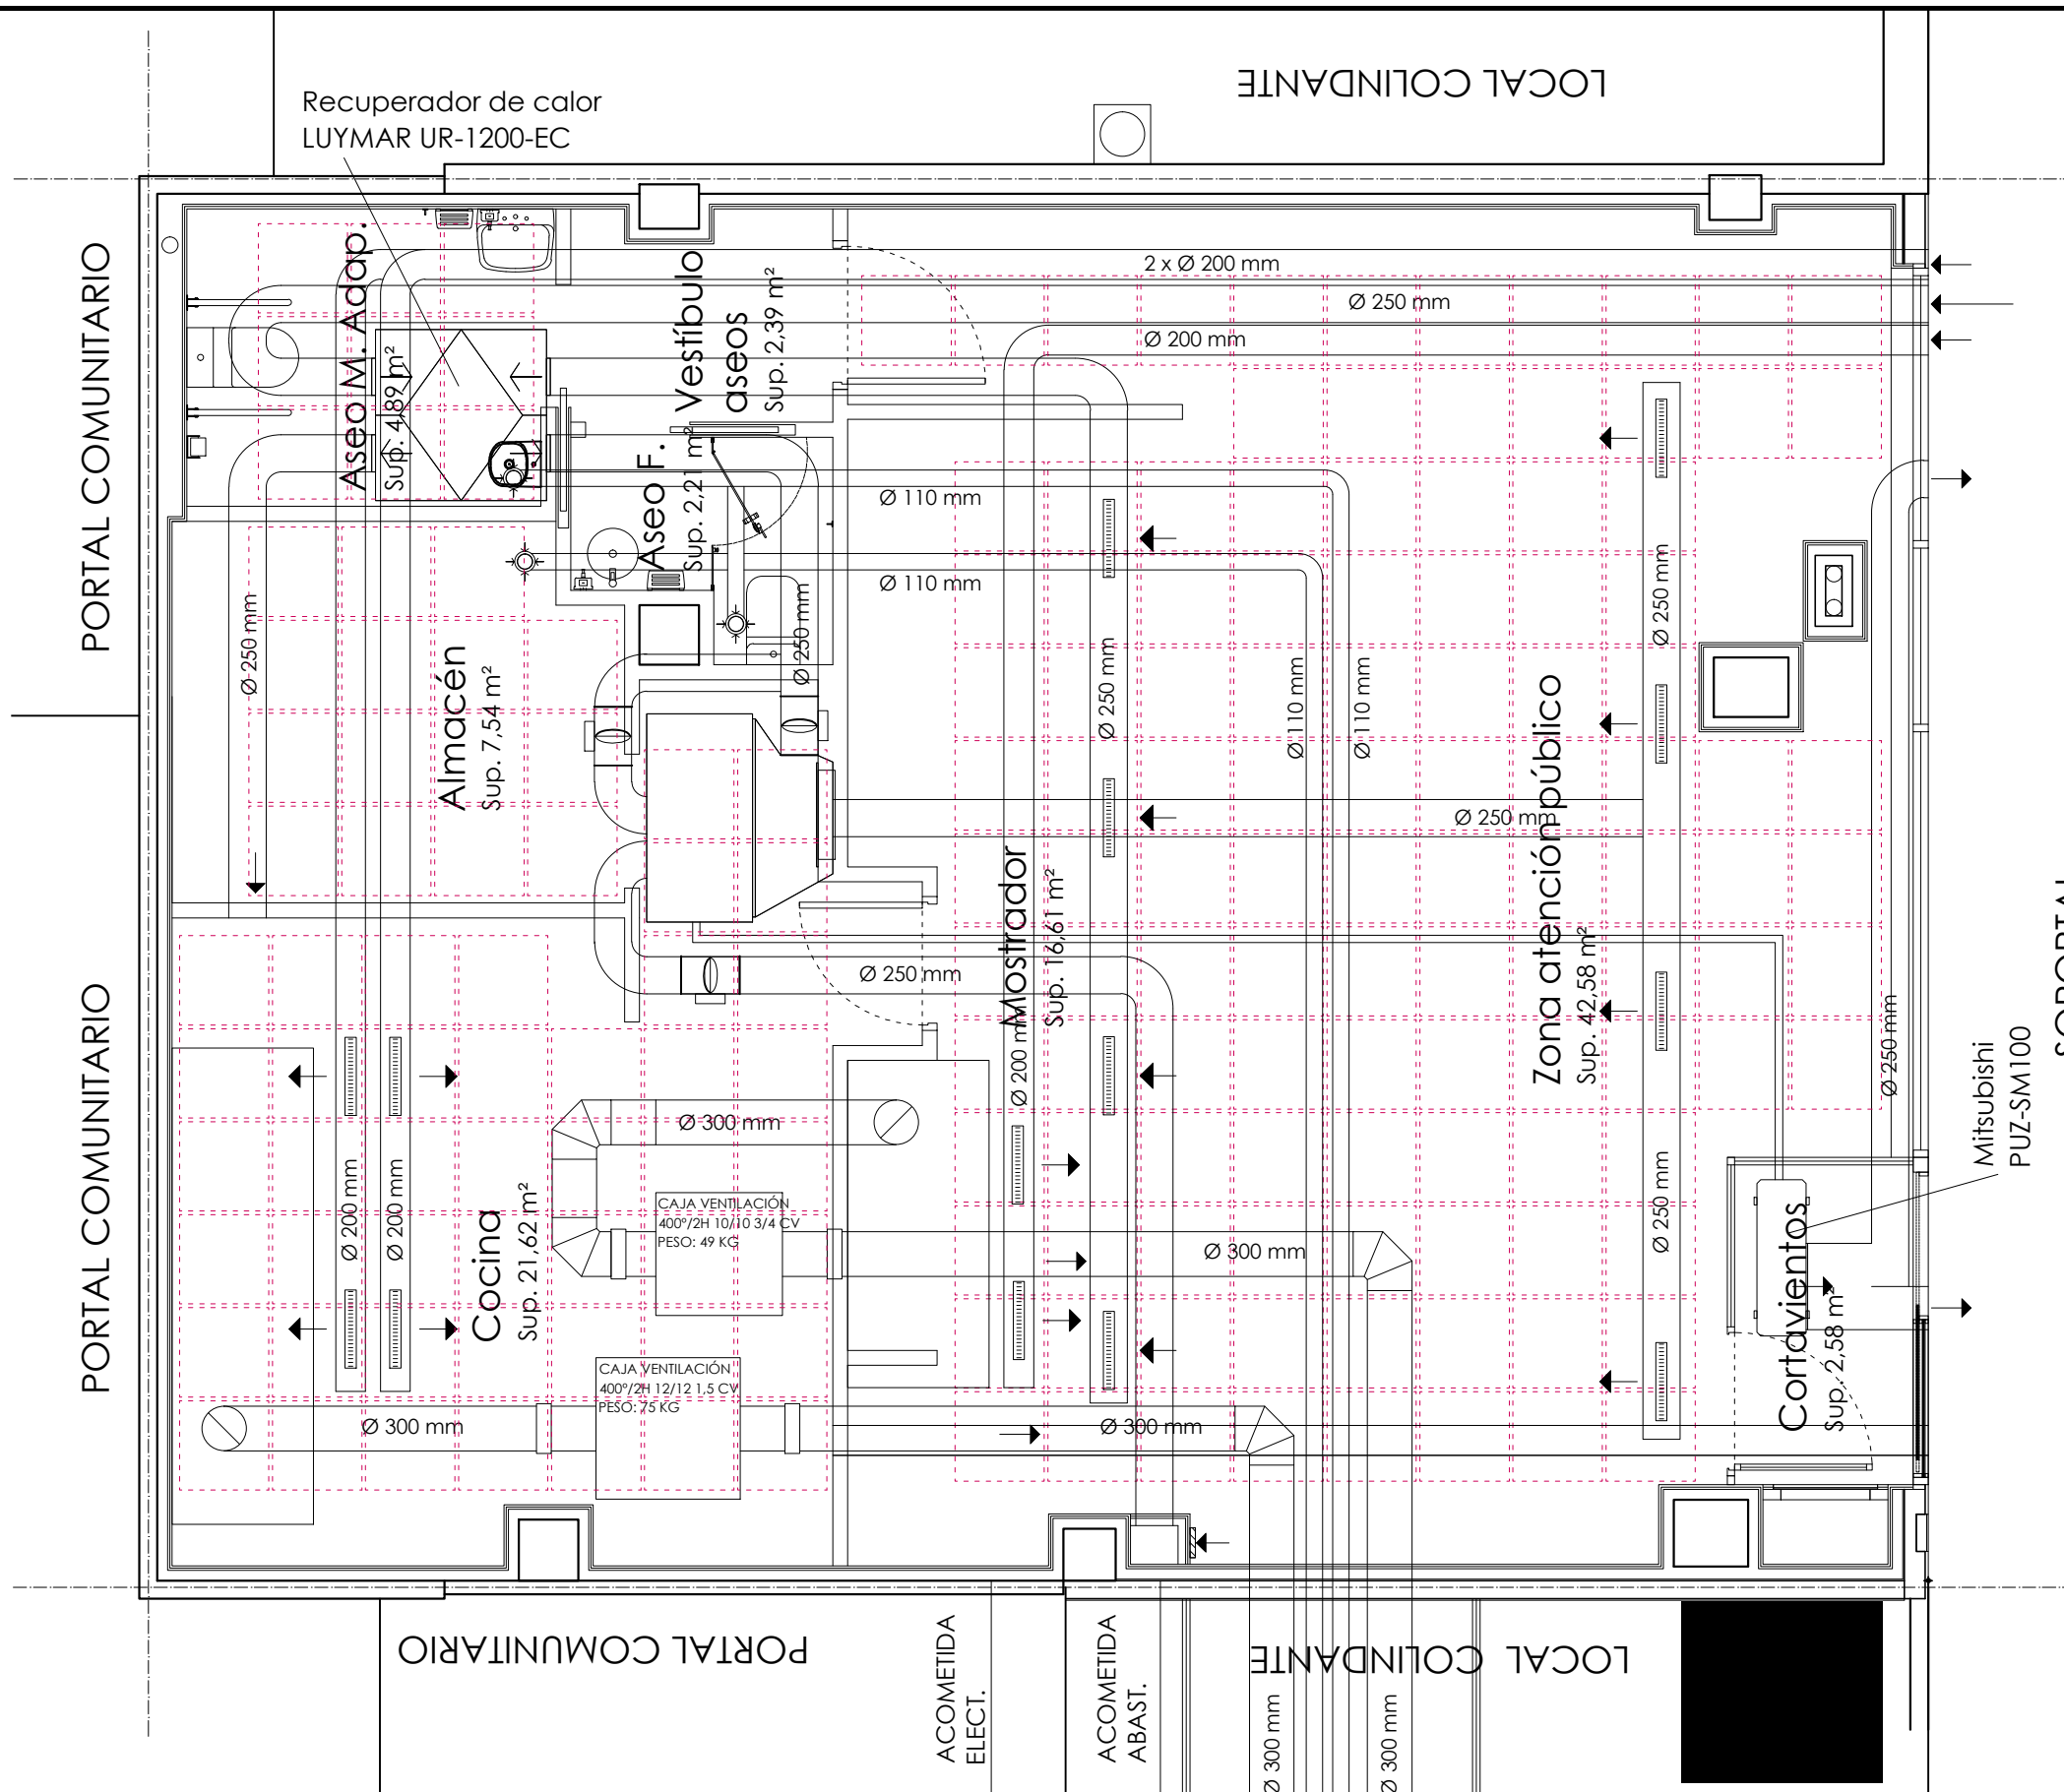 LOCAL COLINDANTE
Recuperador de calor
LUYMAR UR-1200-EC
PORTAL COMUNITARIO
PORTAL COMUNITARIO
Aseo M. Adap.
Sup. 4,89 m²
Vestíbulo
aseos
Sup. 2,39 m²
2 x Ø 200 mm
Ø 250 mm
Ø 200 mm
Aseo F.
Sup. 2,21 m²
Ø 110 mm
Ø 110 mm
Ø 250 mm
Almacén
Sup. 7,54 m²
Ø 250 mm
Ø 250 mm
Ø 110 mm
Ø 110 mm
Ø 250 mm
Ø 250 mm
Mostrador
Sup. 16,61 m²
Zona atención público
Sup. 42,58 m²
Ø 250 mm
Ø 200 mm
Ø 250 mm
Mitsubishi
PUZ-SM100
SOPORTAL
Ø 300 mm
Ø 200 mm
Ø 200 mm
Cocina
Sup. 21,62 m²
CAJA VENTILACIÓN
400º/2H 10/10 3/4 CV
PESO: 49 KG
Ø 300 mm
Ø 250 mm
Cortavientos
Sup. 2,58 m²
CAJA VENTILACIÓN
400º/2H 12/12 1,5 CV
PESO: 75 KG
Ø 300 mm
Ø 300 mm
PORTAL COMUNITARIO
ACOMETIDA
ELECT.
ACOMETIDA
ABAST.
LOCAL COLINDANTE
Ø 300 mm
Ø 300 mm